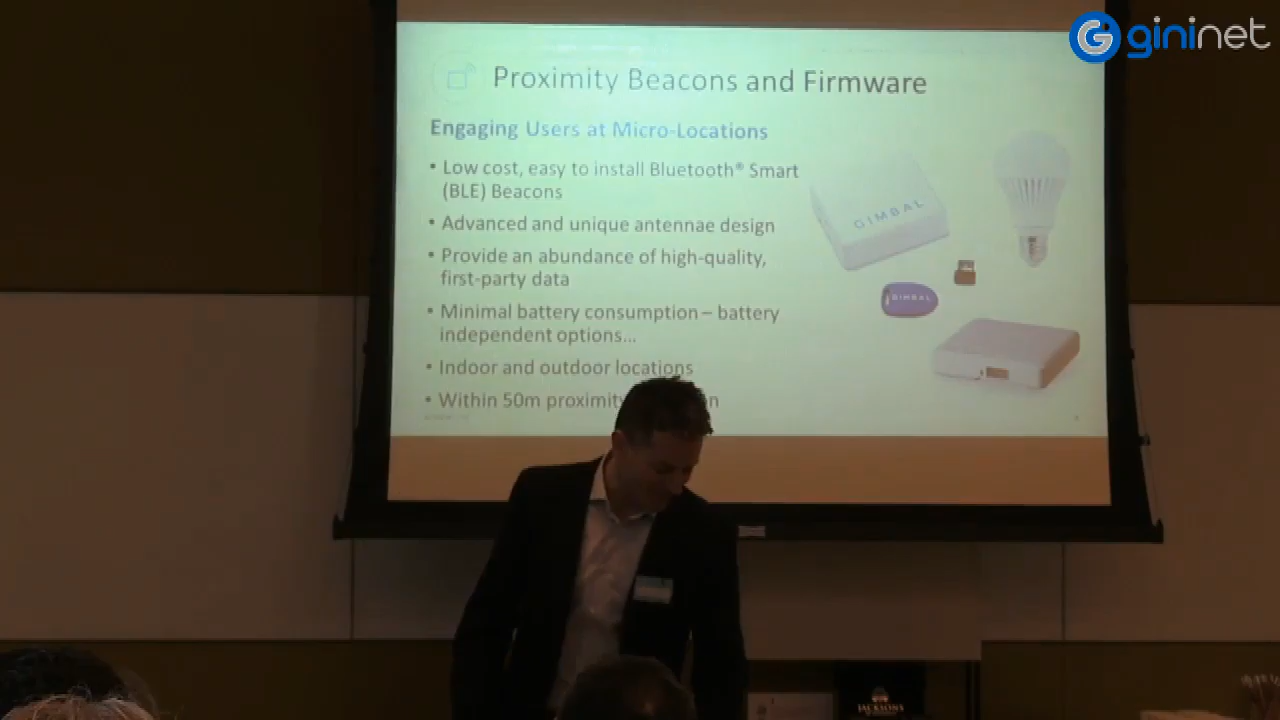 gininet
Proximity Beacons and Firmware
Engaging Users at Micro-Locations
• Low cost, easy to install Bluetooth® Smart
(BLE) Beacons
• Advanced and unique antennae design
• Provide an abundance of high-quality,
first-party data
• Minimal battery consumption – battery
independent options...
• Indoor and outdoor locations
• Within 50m proximity
GIMBAL
GIMBAL
JACKSONS